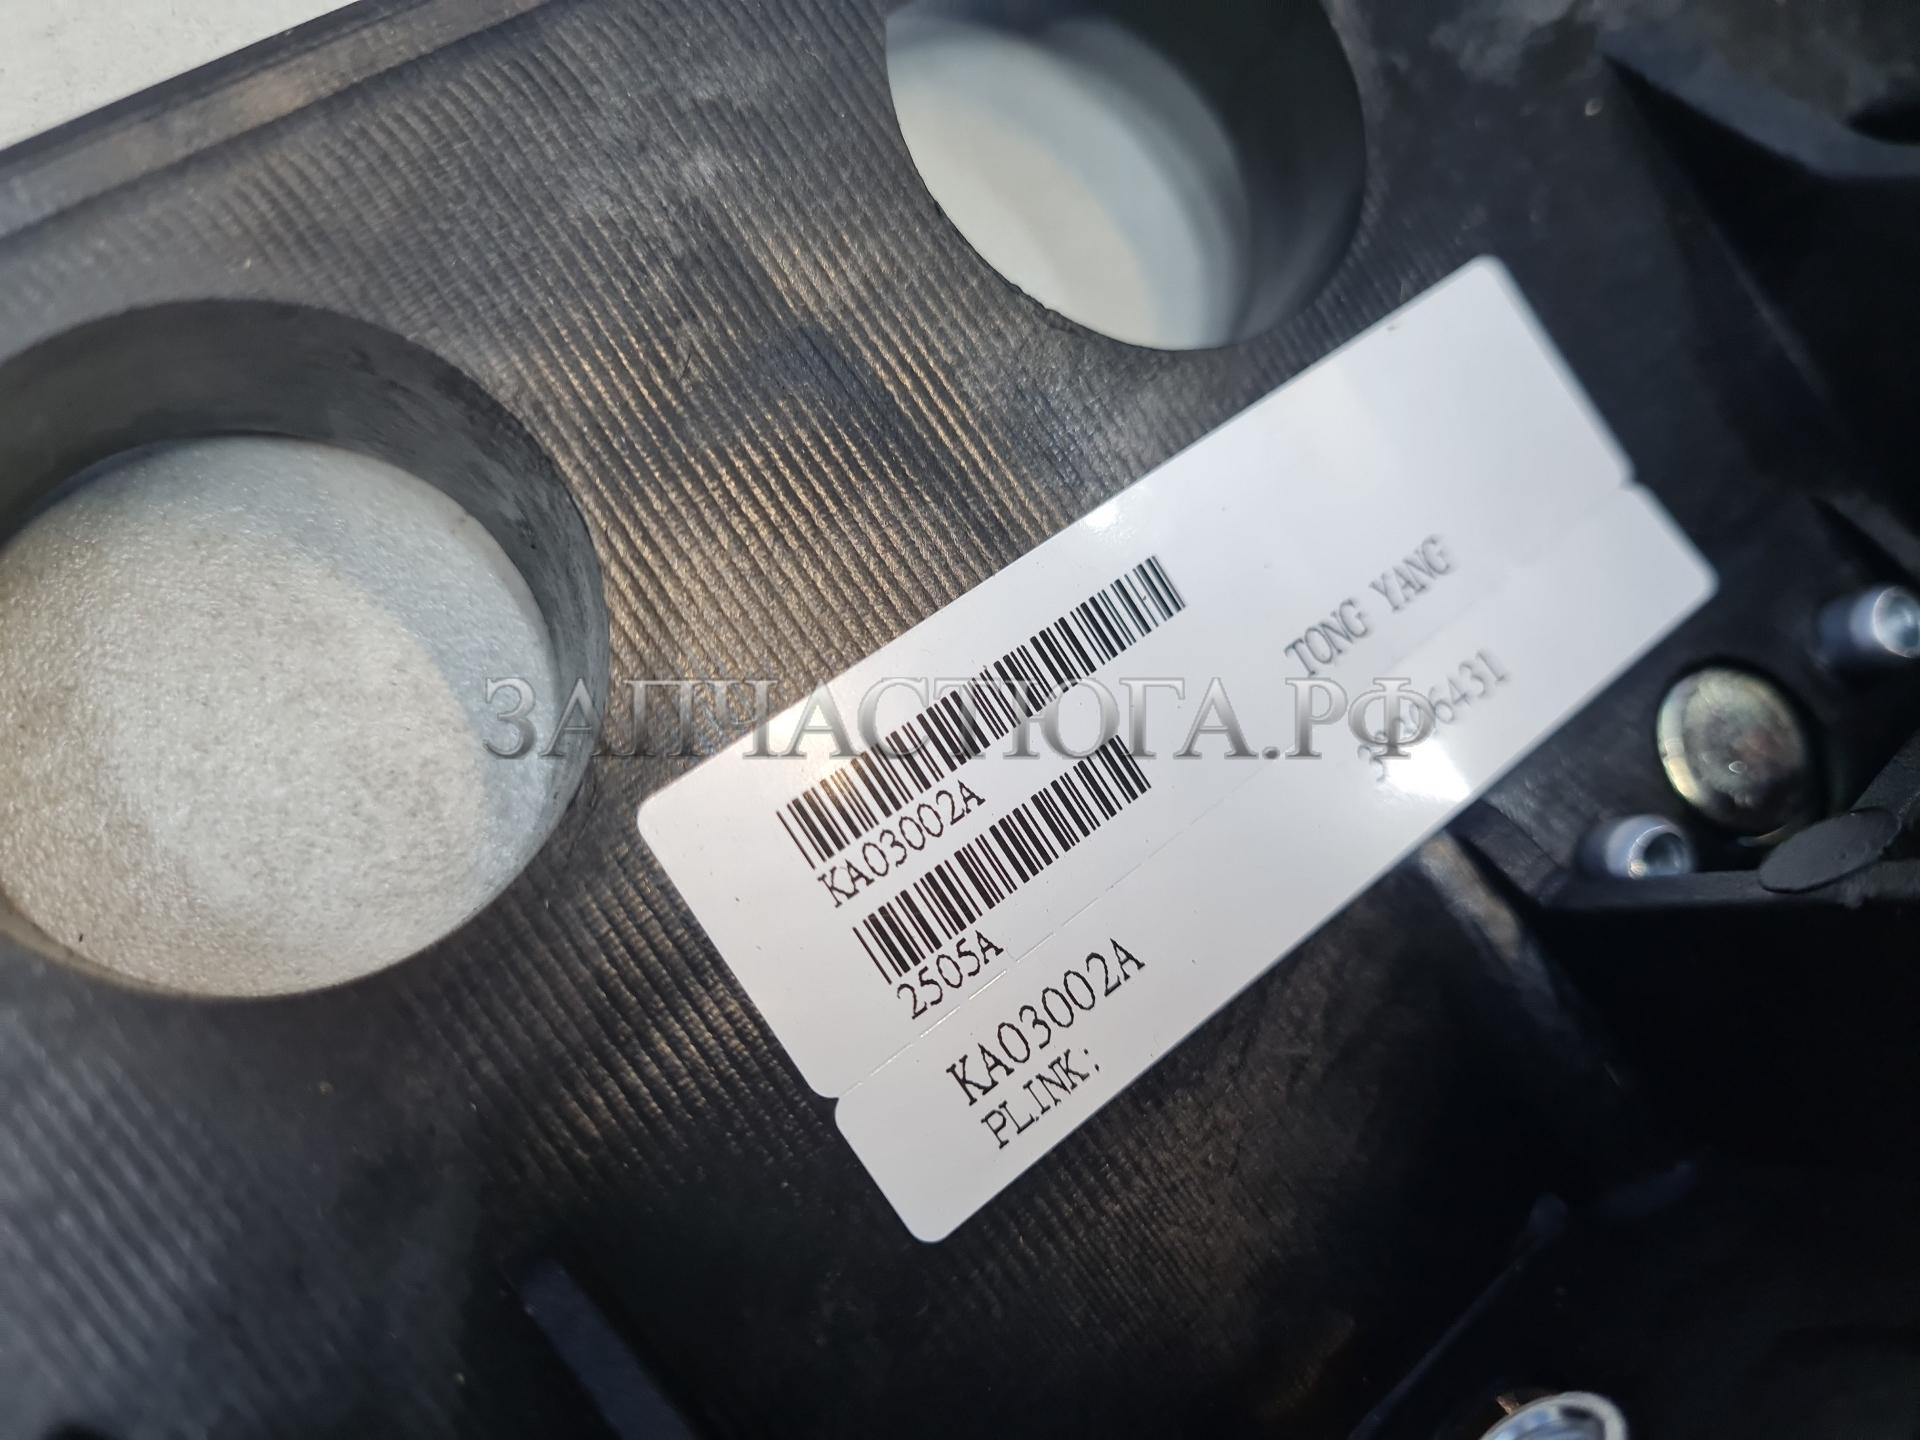 KA03002A
2505A
KA03002A
PLINK;
TONG YANG
ЗАПЧАСТЮГА.РФ